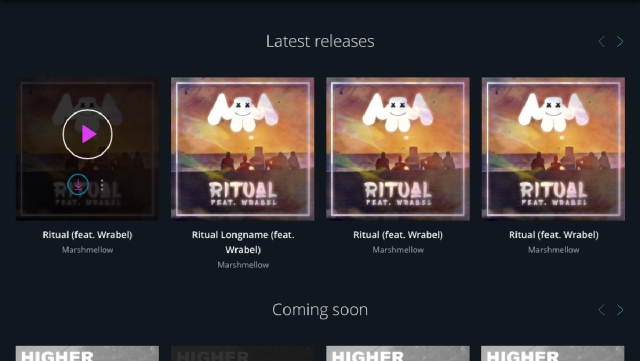 Latest releases
RITUAL
FEAT. WRABEL
RITUAL
FEAT. WRABEL
RITUAL
FEAT. WRABEL
RITUAL
FEAT. WRABEL
Ritual (feat. Wrabel)
Marshmellow
Ritual Longname (feat.
Wrabel)
Marshmellow
Ritual (feat. Wrabel)
Marshmellow
Ritual (feat. Wrabel)
Marshmellow
Coming soon
HIGHER
HIGHER
HIGHER
HIGHER